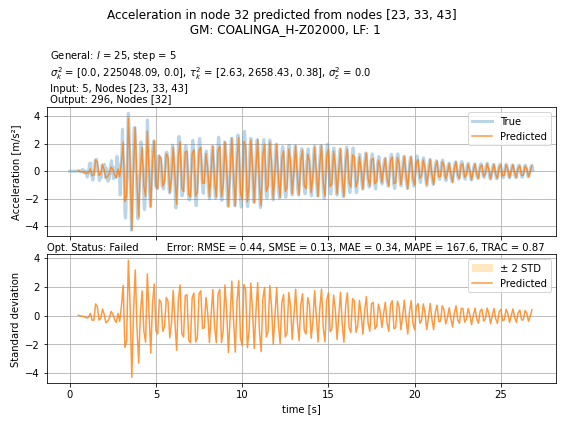 Acceleration in node 32 predicted from nodes [23, 33, 43]
GM: COALINGA_H-Z02000, LF: 1
General: l = 25, step = 5
σ²ₖ = [0.0, 225048.09, 0.0], τ²ₖ = [2.63, 2658.43, 0.38], σ²ε = 0.0
Input: 5, Nodes [23, 33, 43]
Output: 296, Nodes [32]
Acceleration [m/s²]
4
2
0
−2
−4
True
Predicted
Opt. Status: Failed
Error: RMSE = 0.44, SMSE = 0.13, MAE = 0.34, MAPE = 167.6, TRAC = 0.87
Standard deviation
4
2
0
−2
−4
± 2 STD
Predicted
0 5 10 15 20 25
time [s]